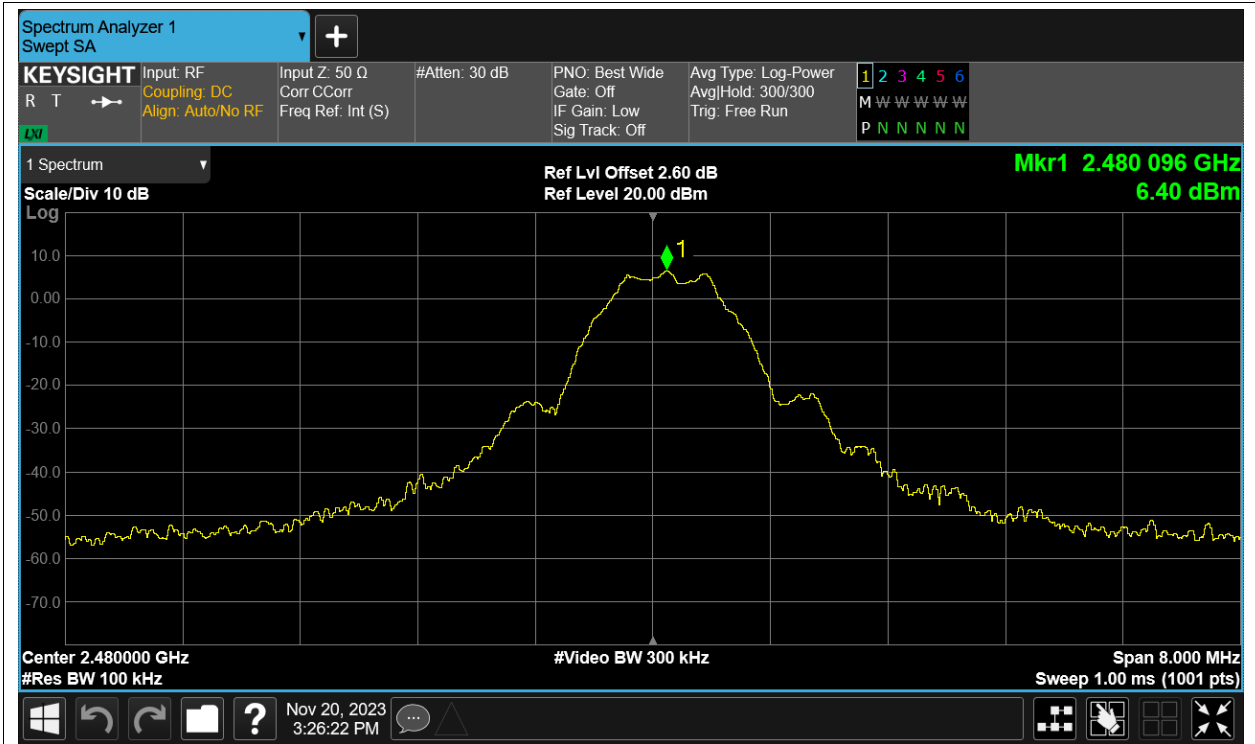 Spectrum Analyzer 1
Swept SA
KEYSIGHT
R T
LXI
Input: RF
Coupling: DC
Align: Auto/No RF
Input Z: 50 Ω
Corr CCorr
Freq Ref: Int (S)
#Atten: 30 dB
PNO: Best Wide
Gate: Off
IF Gain: Low
Sig Track: Off
Avg Type: Log-Power
Avg|Hold: 300/300
Trig: Free Run
1 2 3 4 5 6
M W W W W W
P N N N N N
1 Spectrum
Scale/Div 10 dB
Log
Ref Lvl Offset 2.60 dB
Ref Level 20.00 dBm
Mkr1 2.480 096 GHz
6.40 dBm
1
10.0
0.00
-10.0
-20.0
-30.0
-40.0
-50.0
-60.0
-70.0
Center 2.480000 GHz
#Res BW 100 kHz
#Video BW 300 kHz
Span 8.000 MHz
Sweep 1.00 ms (1001 pts)
?
Nov 20, 2023
3:26:22 PM